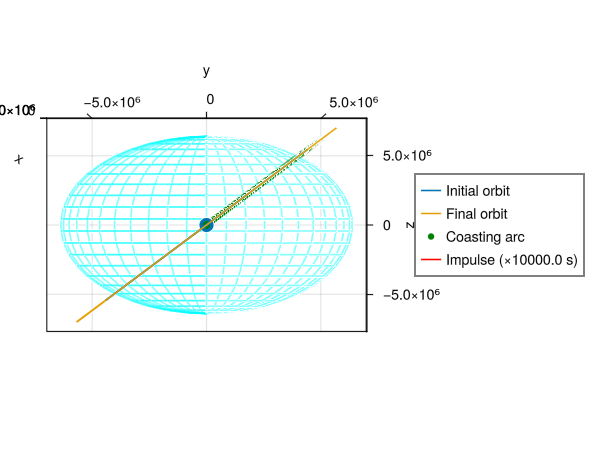 y
−5.0×10⁶ 0 5.0×10⁶
x
5.0×10⁶
0
z
−5.0×10⁶
Initial orbit
Final orbit
Coasting arc
Impulse (×10000.0 s)